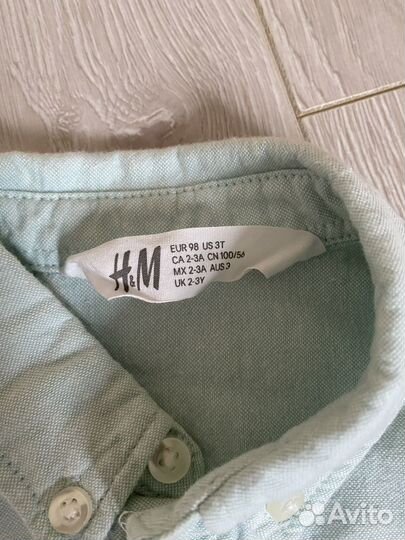 H&M
EUR 98 US 3T
CA 2-3A CN 100/56
MX 2-3A AUS 3
UK 2-3Y
Avito